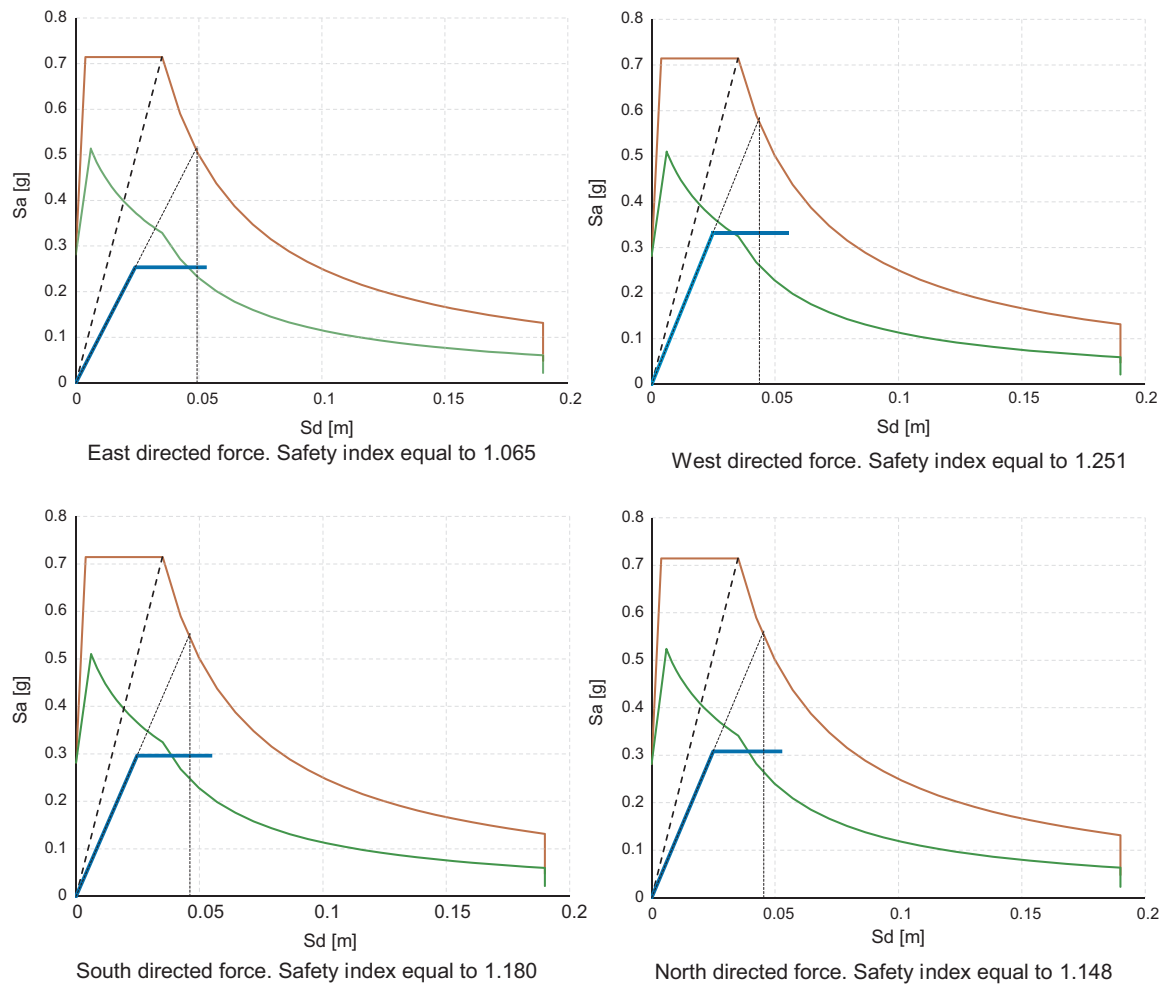 0.8
0.7
0.6
0.5
0.4
0.3
0.2
0.1
0
Sa [g]
0 0.05 0.1 0.15 0.2
Sd [m]
East directed force. Safety index equal to 1.065
0.8
0.7
0.6
0.5
0.4
0.3
0.2
0.1
0
Sa [g]
0 0.05 0.1 0.15 0.2
Sd [m]
West directed force. Safety index equal to 1.251
0.8
0.7
0.6
0.5
0.4
0.3
0.2
0.1
0
Sa [g]
0 0.05 0.1 0.15 0.2
Sd [m]
South directed force. Safety index equal to 1.180
0.8
0.7
0.6
0.5
0.4
0.3
0.2
0.1
0
Sa [g]
0 0.05 0.1 0.15 0.2
Sd [m]
North directed force. Safety index equal to 1.148